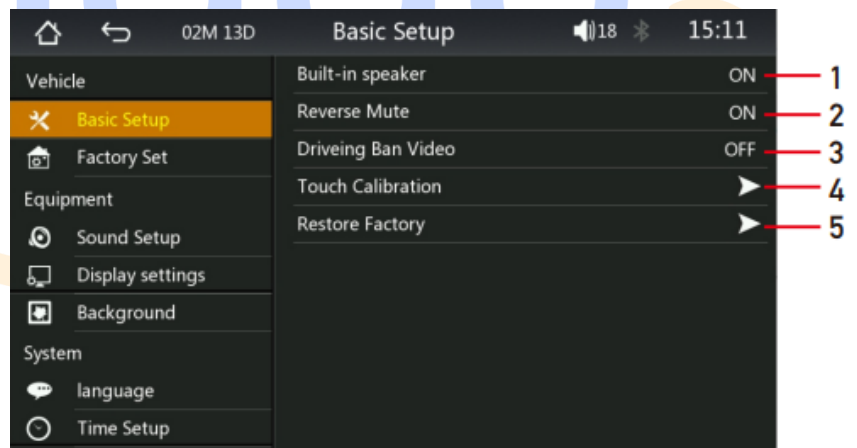 02M 13D Basic Setup 18 15:11
Vehicle
Basic Setup
Factory Set
Equipment
Sound Setup
Display settings
Background
System
language
Time Setup
Built-in speaker ON 1
Reverse Mute ON 2
Driveing Ban Video OFF 3
Touch Calibration 4
Restore Factory 5